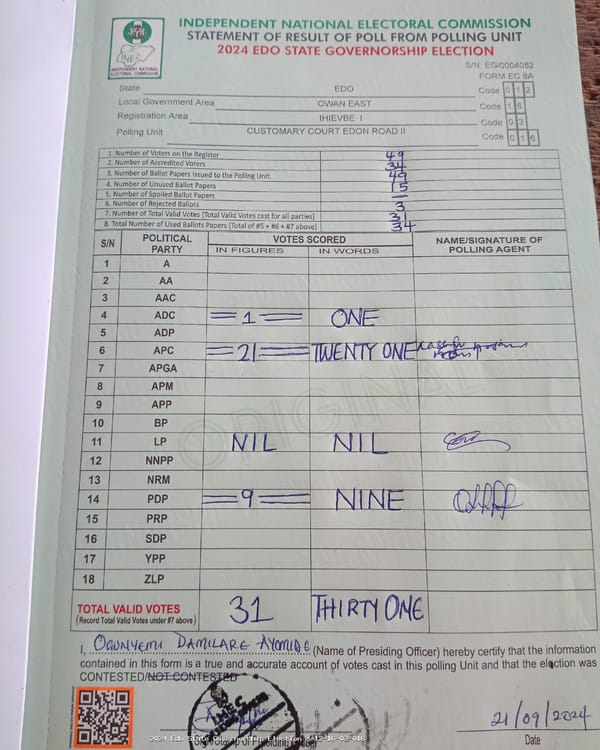 INDEPENDENT NATIONAL ELECTORAL COMMISSION
STATEMENT OF RESULT OF POLL FROM POLLING UNIT
2024 EDO STATE GOVERNORSHIP ELECTION
INEC
INDEPENDENT NATIONAL ELECTORAL COMMISSION
S/N: EG/0004082
FORM EC 8A
State EDO Code 0 1 2
Local Government Area OWAN EAST Code 1 6
Registration Area IHIEVBE I Code 0 3
Polling Unit CUSTOMARY COURT EDON ROAD II Code 0 1 6
1. Number of Voters on the Register 49
2. Number of Accredited Voters 34
3. Number of Ballot Papers Issued to the Polling Unit 49
4. Number of Unused Ballot Papers 15
5. Number of Spoiled Ballot Papers —
6. Number of Rejected Ballots 3
7. Number of Total Valid Votes (Total Valid Votes cast for all parties) 31
8. Total Number of Used Ballots Papers (Total of #5 + #6 + #7 above) 34
S/N POLITICAL PARTY VOTES SCORED NAME/SIGNATURE OF POLLING AGENT
IN FIGURES IN WORDS
1 A
2 AA
3 AAC
4 ADC =1= ONE
5 ADP
6 APC =21= TWENTY ONE
7 APGA
8 APM
9 APP
10 BP
11 LP NIL NIL
12 NNPP
13 NRM
14 PDP =9= NINE
15 PRP
16 SDP
17 YPP
18 ZLP
ORIGINAL
TOTAL VALID VOTES 31 THIRTY ONE
(Record Total Valid Votes under #7 above)
I, OGUNYEMI DAMILARE AYOMIDE (Name of Presiding Officer) hereby certify that the information
contained in this form is a true and accurate account of votes cast in this polling Unit and that the election was
CONTESTED/NOT CONTESTED
21/09/2024
2024 Edo State Governorship Election
Date